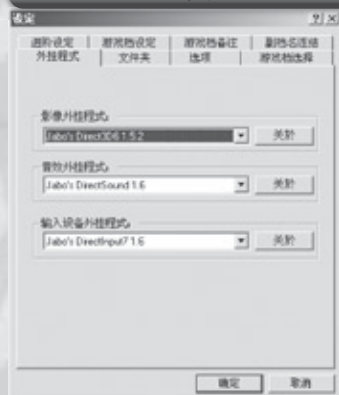 设定
进阶设定 游戏档设定 游戏档备注 副档名连结
外挂程式 文件夹 选项 游戏档选择
影像外挂程式:
Jabo's Direct3D6 1.5.2 关於
音效外挂程式:
Jabo's DirectSound 1.6 关於
输入设备外挂程式:
Jabo's DirectInput7 1.6 关於
确定 取消